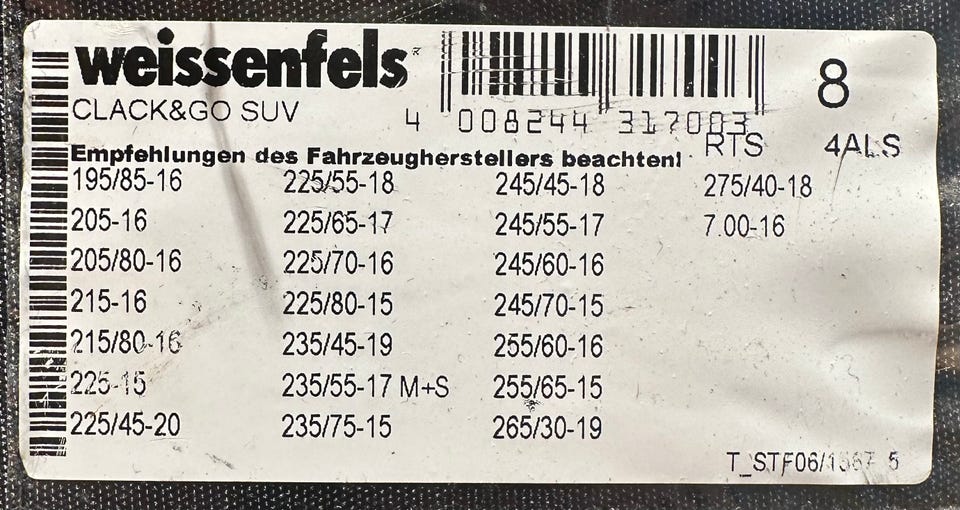 weissenfels®
CLACK&GO SUV
4 008244 317003
8
RTS 4ALS
Empfehlungen des Fahrzeugherstellers beachten!
195/85-16 225/55-18 245/45-18 275/40-18
205-16 225/65-17 245/55-17 7.00-16
205/80-16 225/70-16 245/60-16
215-16 225/80-15 245/70-15
215/80-16 235/45-19 255/60-16
225-15 235/55-17 M+S 255/65-15
225/45-20 235/75-15 265/30-19